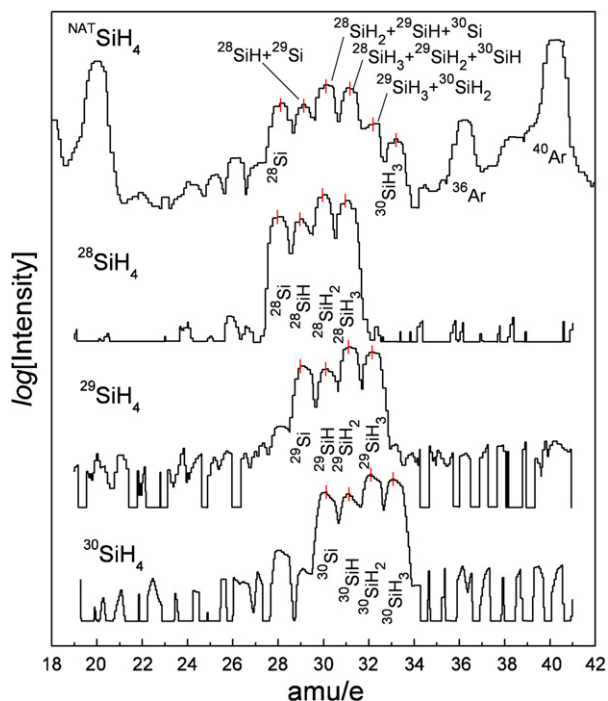 log[Intensity]
NATSiH4
28SiH2+29SiH+30Si
28SiH+29Si
28SiH3+29SiH2+30SiH
29SiH3+30SiH2
28Si
30SiH3
36Ar
40Ar
28SiH4
28Si
28SiH
28SiH2
28SiH3
29SiH4
29Si
29SiH
29SiH2
29SiH3
30SiH4
30Si
30SiH
30SiH2
30SiH3
18 20 22 24 26 28 30 32 34 36 38 40 42
amu/e